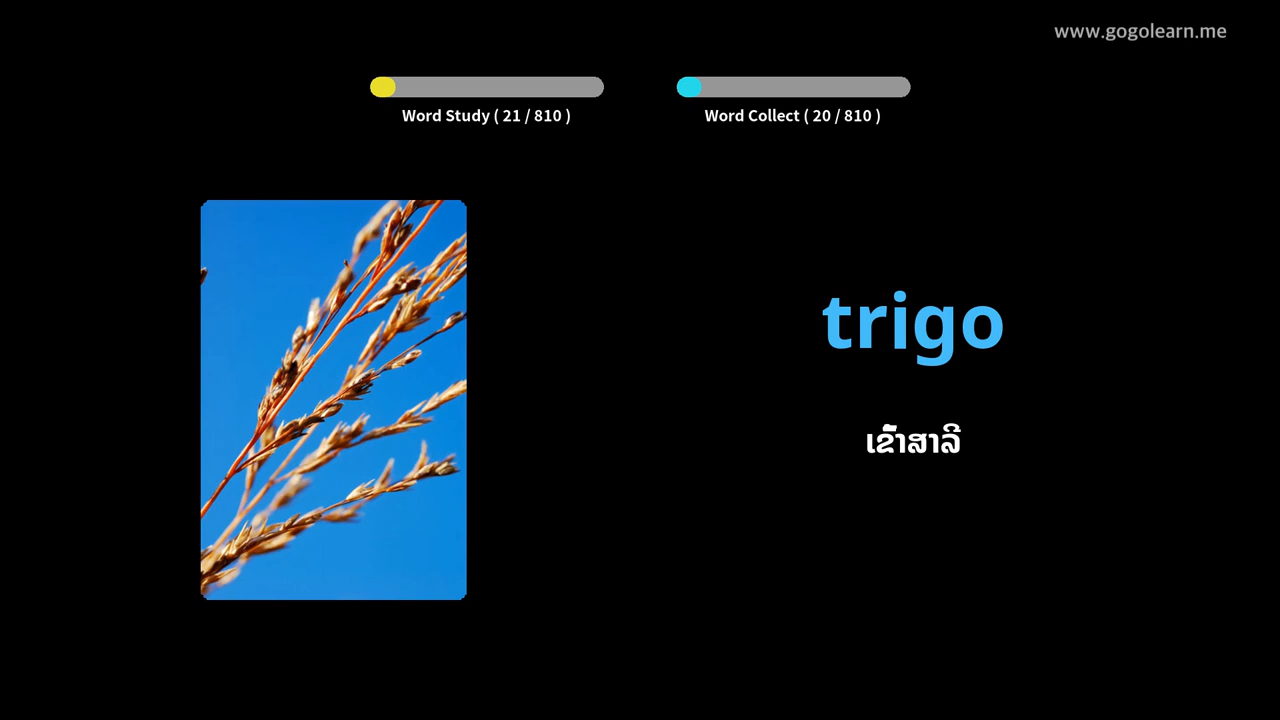 www.gogolearn.me
Word Study ( 21 / 810 )
Word Collect ( 20 / 810 )
trigo
ເຂົ້າສາລີ